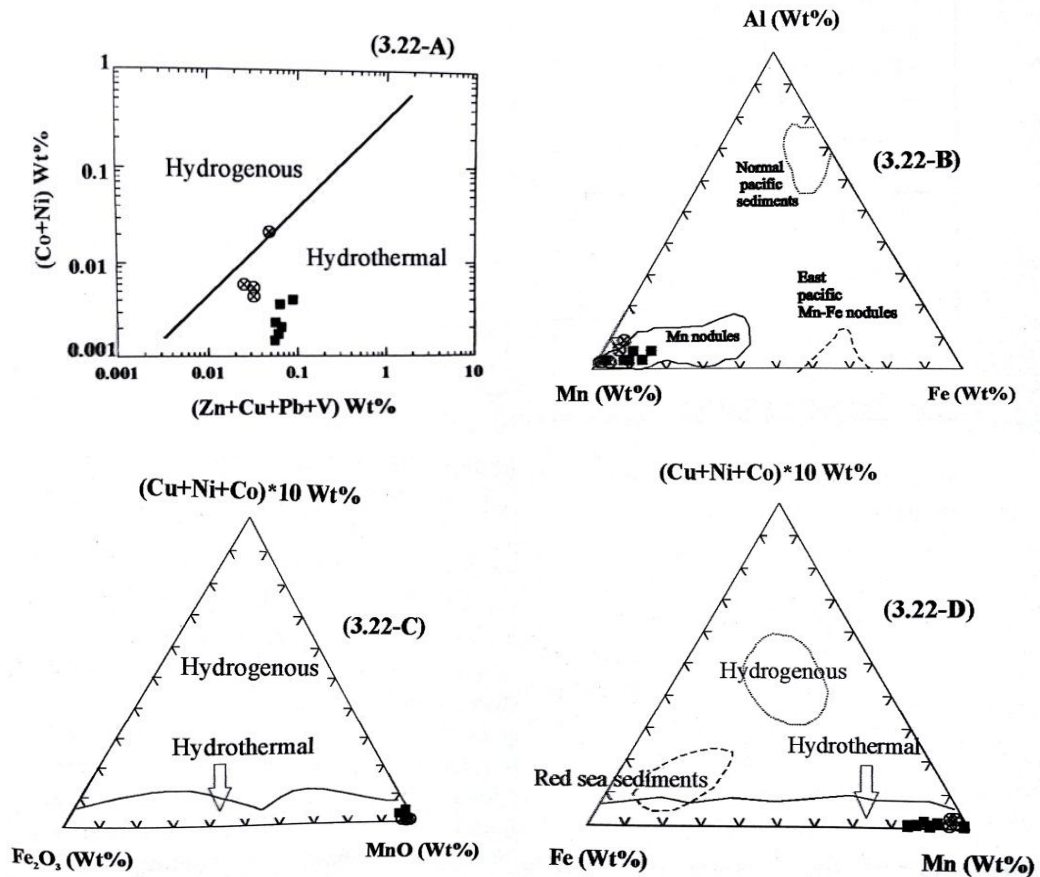 (3.22-A)
1
0.1
0.01
0.001
(Co+Ni) Wt%
Hydrogenous
Hydrothermal
0.001
0.01
0.1
1
10
(Zn+Cu+Pb+V) Wt%
Al (Wt%)
(3.22-B)
Normal
pacific
sediments
East
pacific
Mn-Fe nodules
Mn nodules
Mn (Wt%)
Fe (Wt%)
(Cu+Ni+Co)*10 Wt%
(3.22-C)
Hydrogenous
Hydrothermal
Fe₂O₃ (Wt%)
MnO (Wt%)
(Cu+Ni+Co)*10 Wt%
(3.22-D)
Hydrogenous
Hydrothermal
Red sea sediments
Fe (Wt%)
Mn (Wt%)